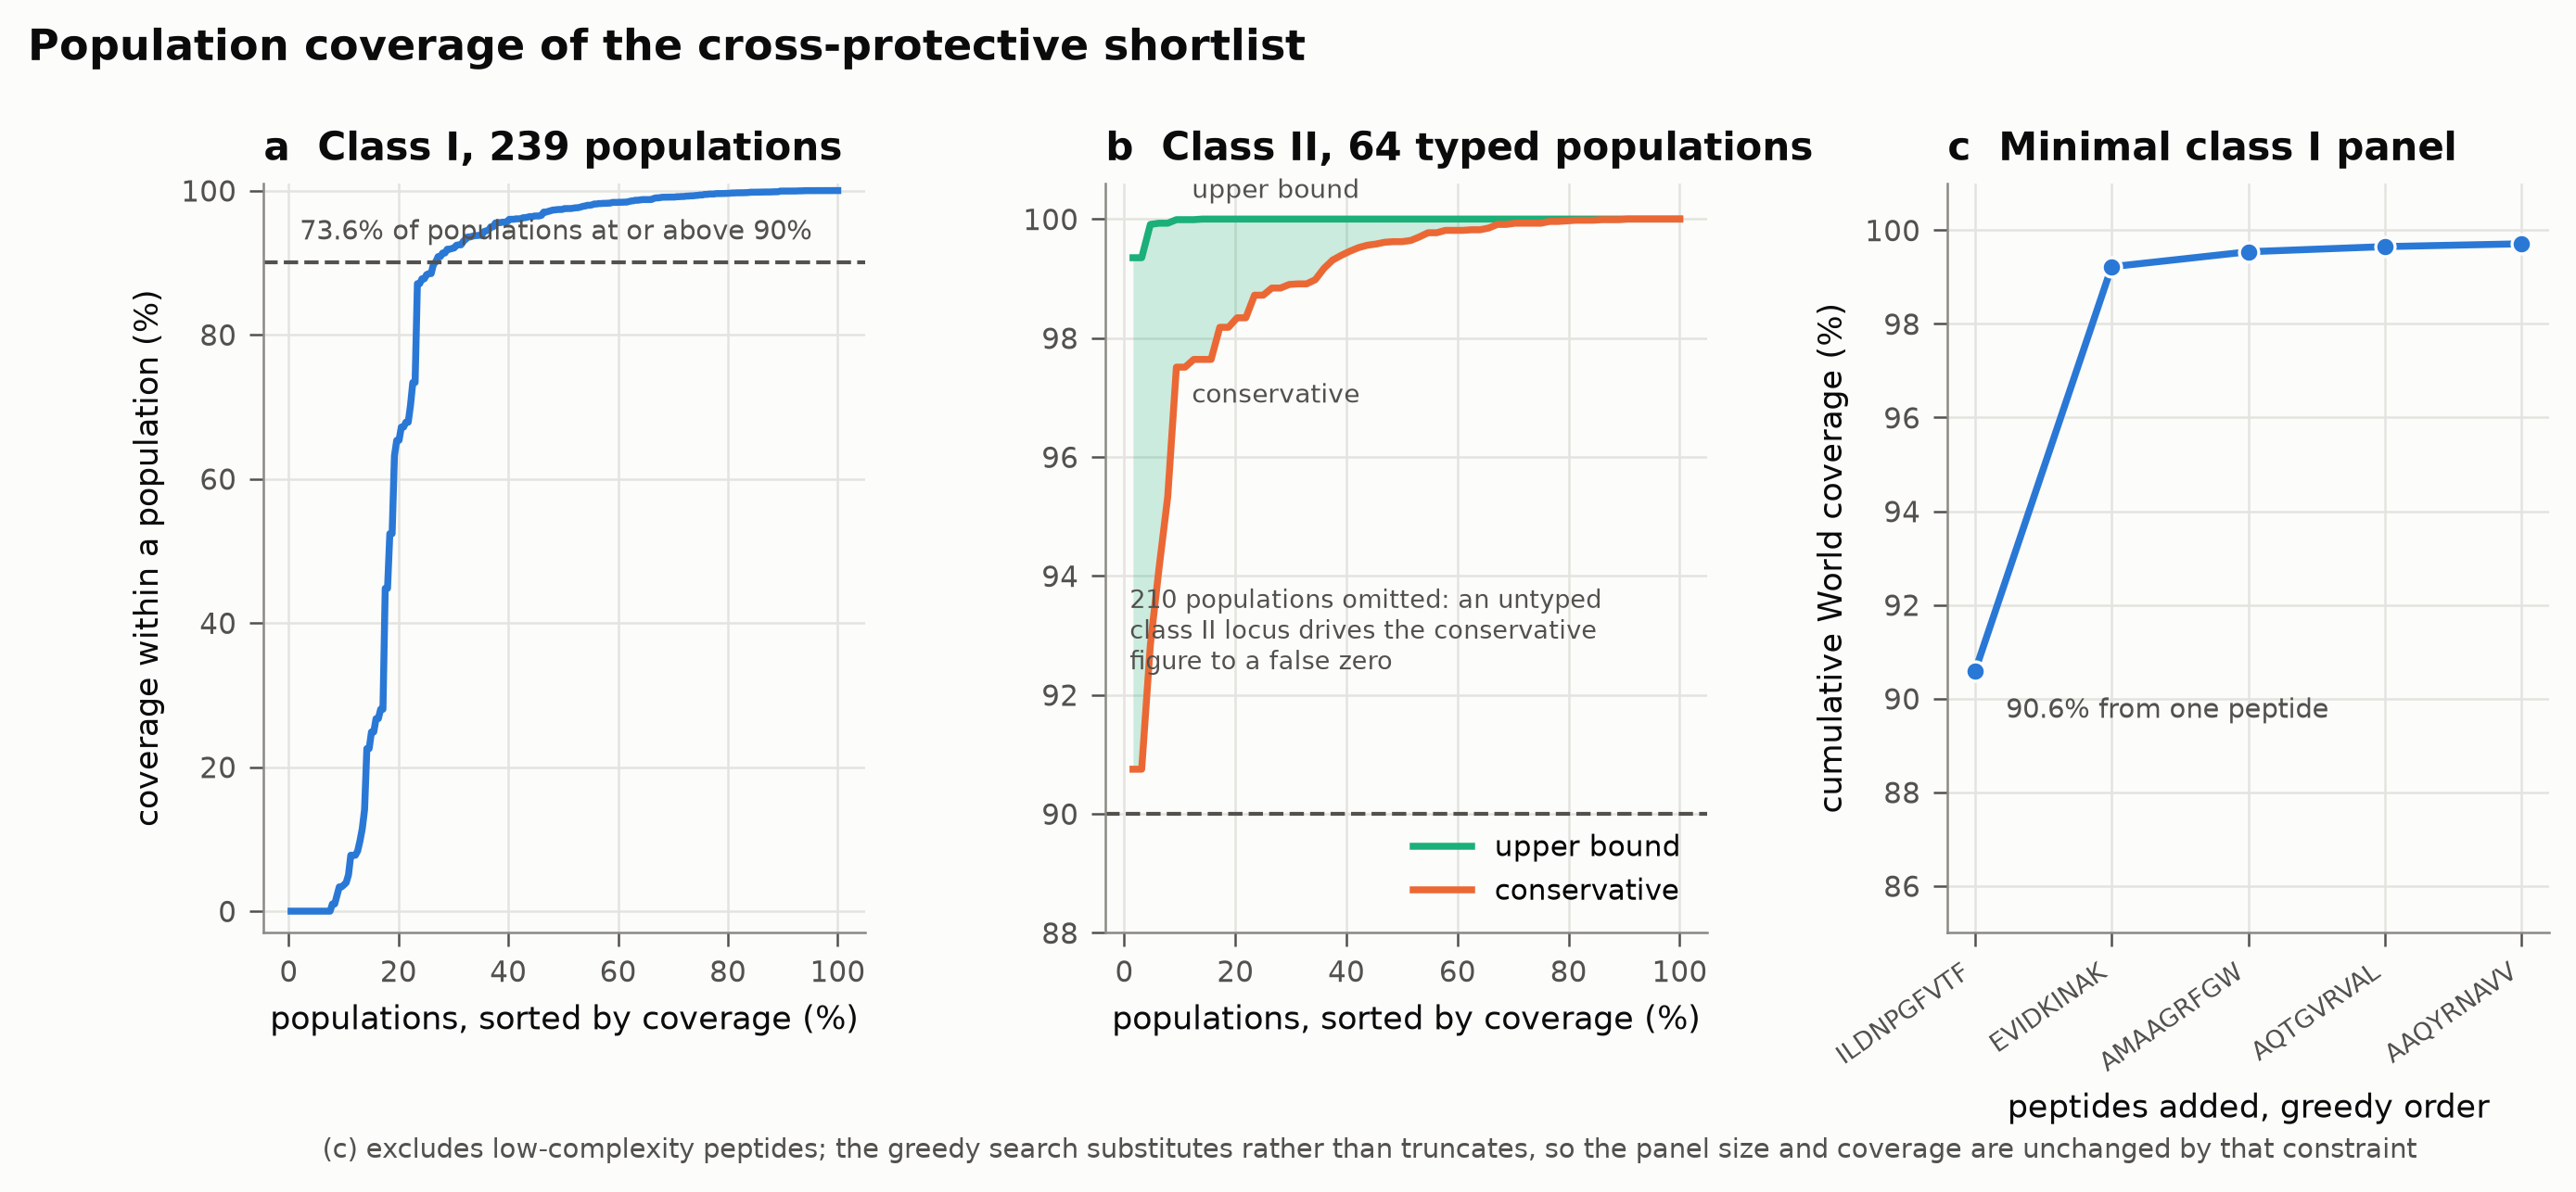 Population coverage of the cross-protective shortlist
a Class I, 239 populations
100
80
60
40
20
0
coverage within a population (%)
73.6% of populations at or above 90%
0 20 40 60 80 100
populations, sorted by coverage (%)
b Class II, 64 typed populations
100
98
96
94
92
90
88
upper bound
conservative
210 populations omitted: an untyped
class II locus drives the conservative
figure to a false zero
upper bound
conservative
0 20 40 60 80 100
populations, sorted by coverage (%)
c Minimal class I panel
100
98
96
94
92
90
88
86
cumulative World coverage (%)
90.6% from one peptide
ILDNPGFVTF
EVIDKINAK
AMAAGRFGW
AQTGVRVAL
AAQYRNAVV
peptides added, greedy order
(c) excludes low-complexity peptides; the greedy search substitutes rather than truncates, so the panel size and coverage are unchanged by that constraint